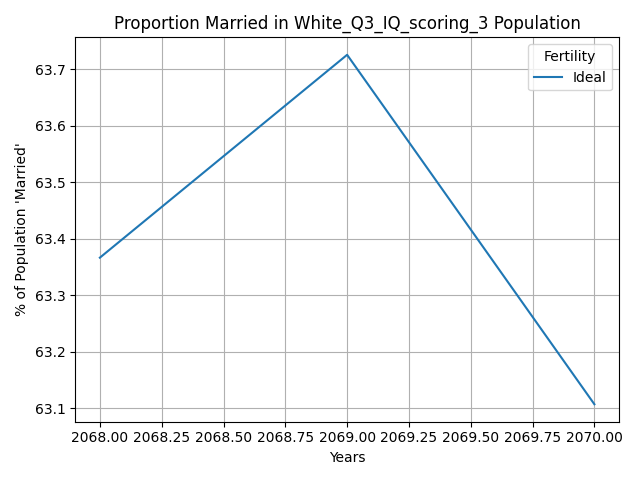 Proportion Married in White_Q3_IQ_scoring_3 Population
Fertility
Ideal
% of Population 'Married'
63.7
63.6
63.5
63.4
63.3
63.2
63.1
2068.00 2068.25 2068.50 2068.75 2069.00 2069.25 2069.50 2069.75 2070.00
Years